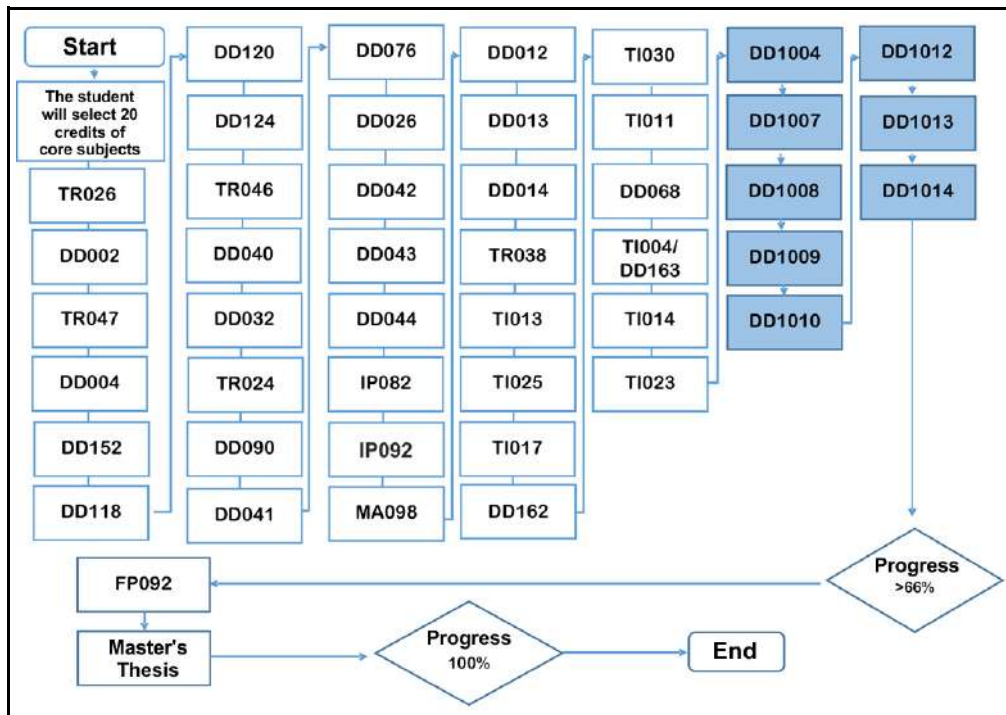 Start
The student
will select 20
credits of
core subjects
TR026
DD002
TR047
DD004
DD152
DD118
DD120
DD124
TR046
DD040
DD032
TR024
DD090
DD041
DD076
DD026
DD042
DD043
DD044
IP082
IP092
MA098
DD012
DD013
DD014
TR038
TI013
TI025
TI017
DD162
TI030
TI011
DD068
TI004/
DD163
TI014
TI023
DD1004
DD1007
DD1008
DD1009
DD1010
DD1012
DD1013
DD1014
Progress
>66%
FP092
Master's
Thesis
Progress
100%
End